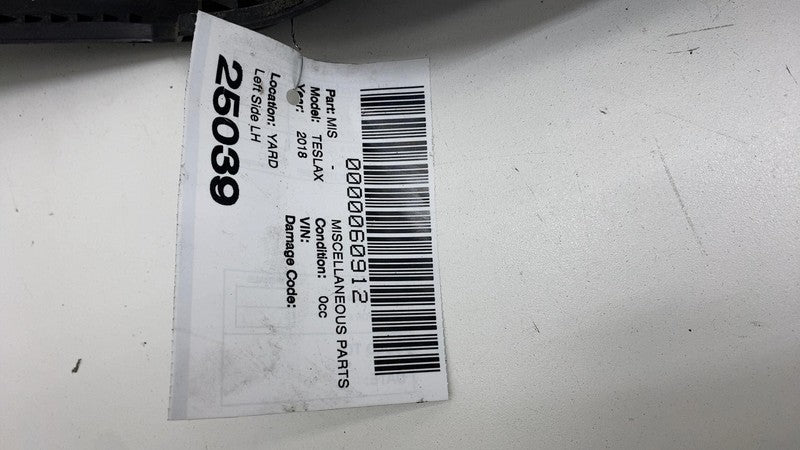 0000060912
Part: MIS - MISCELLANEOUS PARTS
Model: TESLAX Condition: 0cc
Year: 2018 VIN:
Damage Code:
Location: YARD
Left Side LH
25039